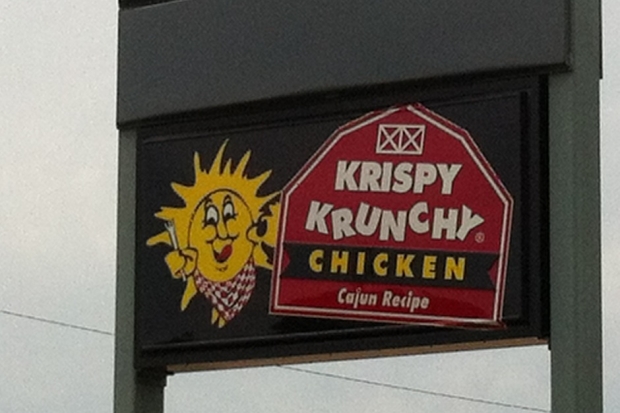 KRISPY
KRUNCHY®
CHICKEN
Cajun Recipe